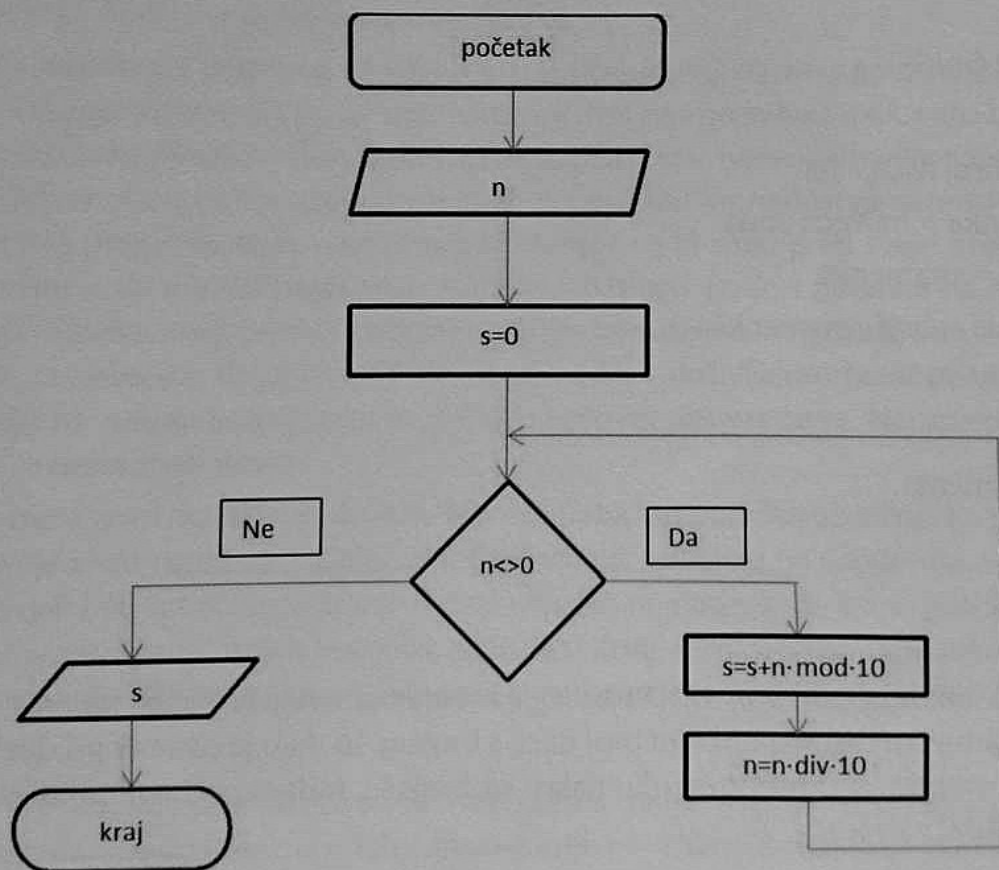 početak
n
s=0
Ne
n<>0
Da
s
s=s+n·mod·10
n=n·div·10
kraj